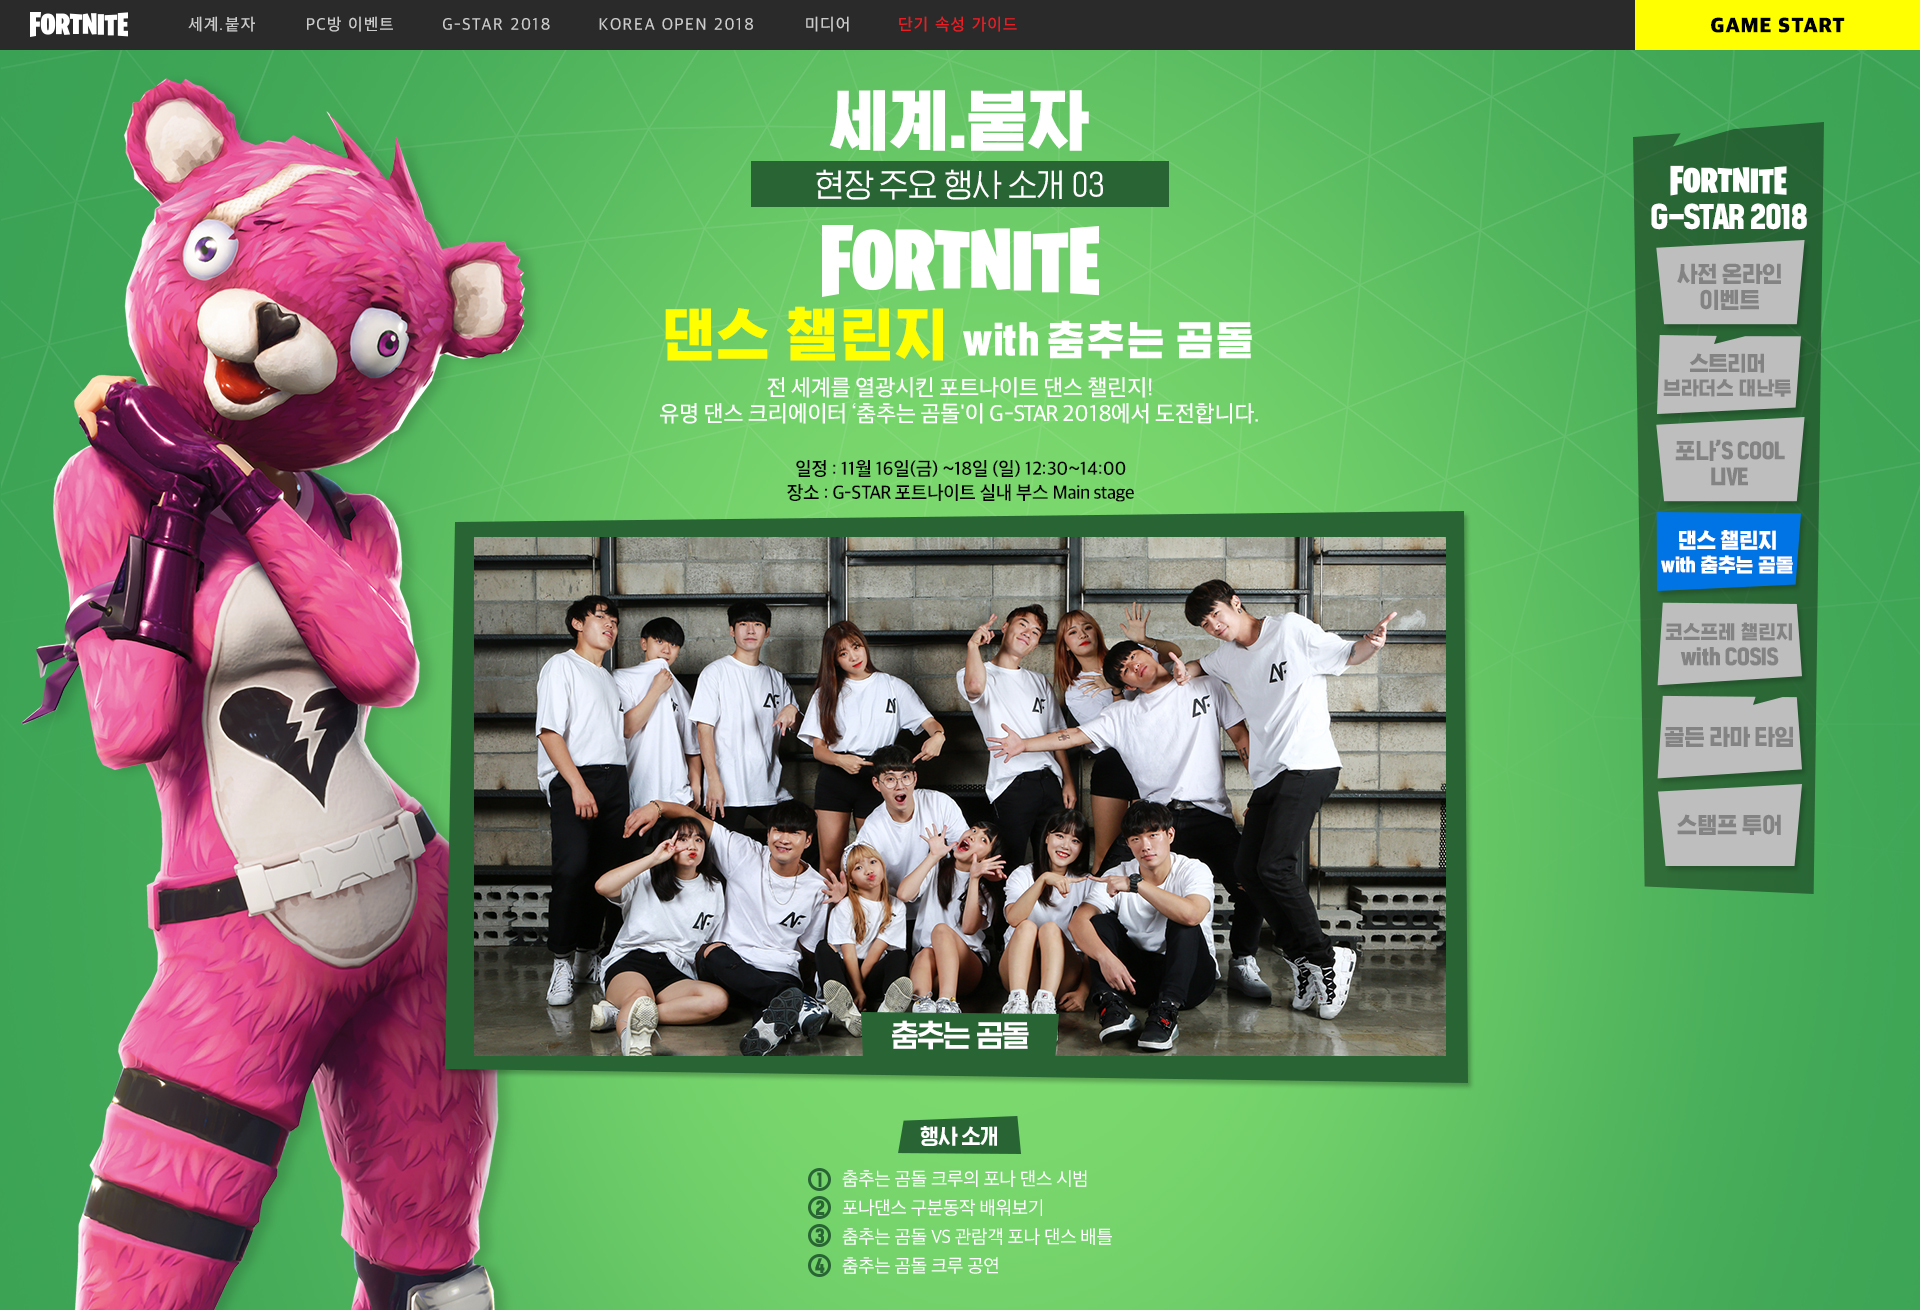 FORTNITE
세계.붙자
PC방 이벤트
G-STAR 2018
KOREA OPEN 2018
미디어
단기 속성 가이드
GAME START
세계.붙자
현장 주요 행사 소개 03
FORTNITE
댄스 챌린지 with 춤추는 곰돌
전 세계를 열광시킨 포트나이트 댄스 챌린지!
유명 댄스 크리에이터 '춤추는 곰돌'이 G-STAR 2018에서 도전합니다.
일정 : 11월 16일(금) ~18일 (일) 12:30~14:00
장소 : G-STAR 포트나이트 실내 부스 Main stage
춤추는 곰돌
행사 소개
① 춤추는 곰돌 크루의 포나 댄스 시범
② 포나댄스 구분동작 배워보기
③ 춤추는 곰돌 VS 관람객 포나 댄스 배틀
④ 춤추는 곰돌 크루 공연
FORTNITE
G-STAR 2018
사전 온라인
이벤트
스트리머
브라더스 대난투
포나'S COOL
LIVE
댄스 챌린지
with 춤추는 곰돌
코스프레 챌린지
with COSIS
골든 라마 타임
스탬프 투어